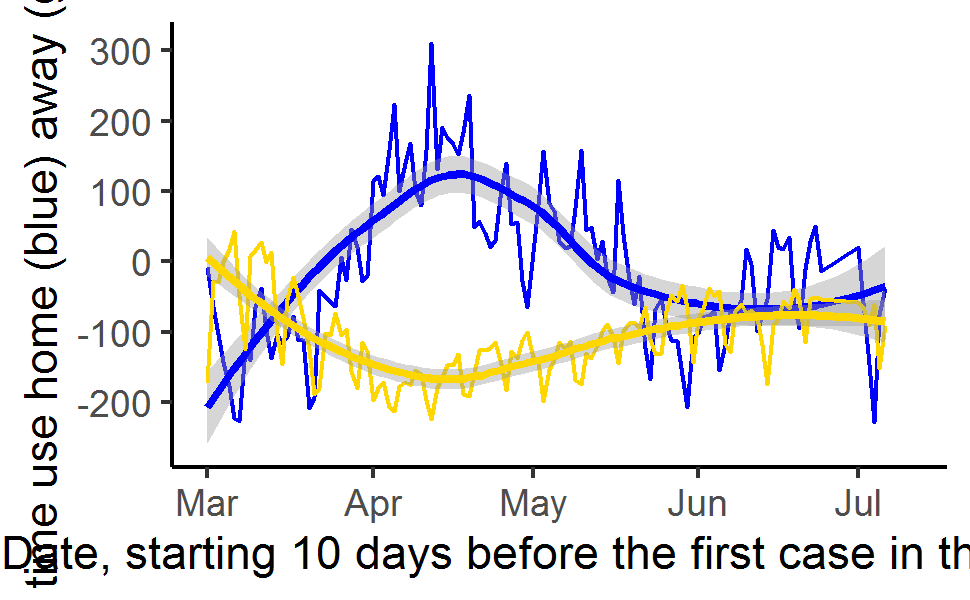 time use home (blue) away (
300
200
100
0
-100
-200
Mar Apr May Jun Jul
Date, starting 10 days before the first case in th